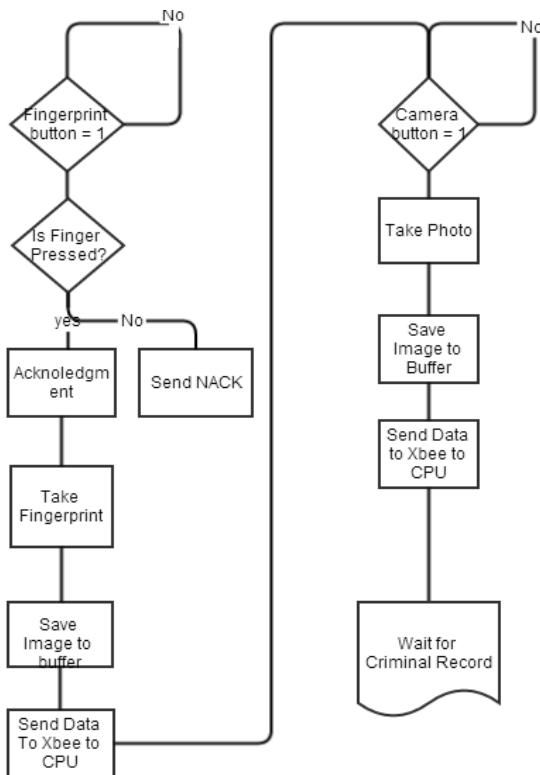 No
Fingerprint
button = 1
Is Finger
Pressed?
yes
No
Acknoledgm
ent
Send NACK
Take
Fingerprint
Save
Image to
buffer
Send Data
To Xbee to
CPU
No
Camera
button = 1
Take Photo
Save
Image to
Buffer
Send Data
to Xbee to
CPU
Wait for
Criminal Record